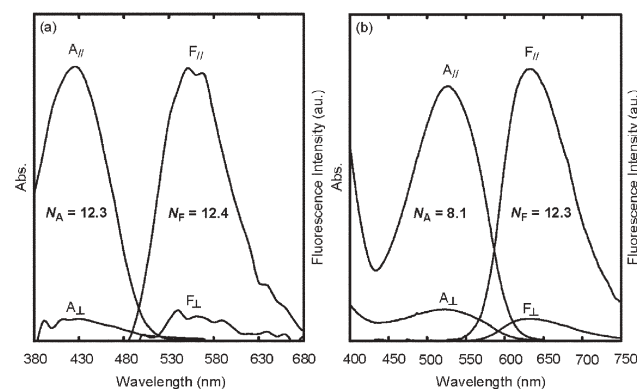 (a)
A//
F//
Abs.
Fluorescence Intensity (au.)
NA = 12.3
NF = 12.4
A⊥
F⊥
380 430 480 530 580 630 680
Wavelength (nm)
(b)
A//
F//
Abs.
Fluorescence Intensity (au.)
NA = 8.1
NF = 12.3
A⊥
F⊥
400 450 500 550 600 650 700 750
Wavelength (nm)